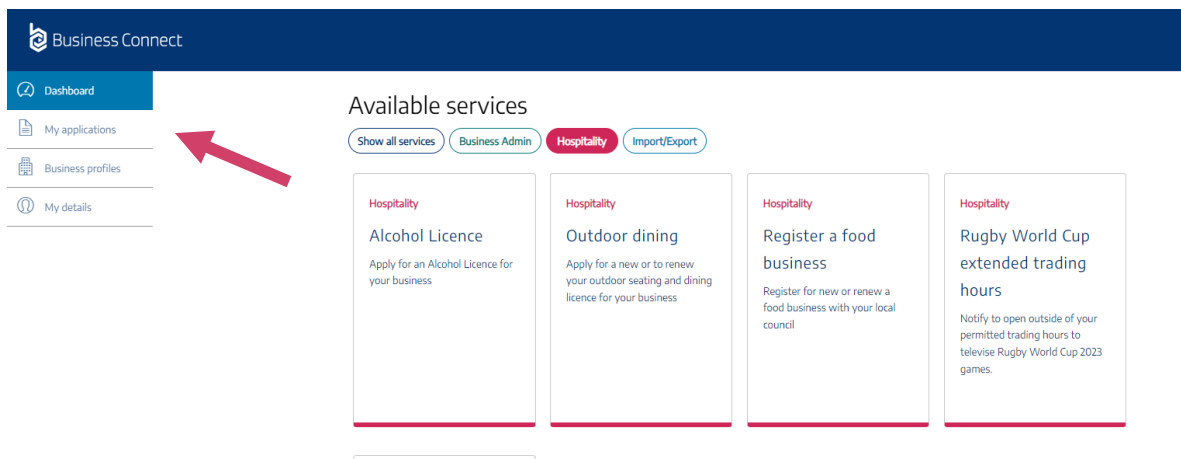 Business Connect
Dashboard
My applications
Business profiles
My details
Available services
Show all services
Business Admin
Hospitality
Import/Export
Hospitality
Alcohol Licence
Apply for an Alcohol Licence for
your business
Hospitality
Outdoor dining
Apply for a new or to renew
your outdoor seating and dining
licence for your business
Hospitality
Register a food
business
Register for new or renew a
food business with your local
council
Hospitality
Rugby World Cup
extended trading
hours
Notify to open outside of your
permitted trading hours to
televise Rugby World Cup 2023
games.